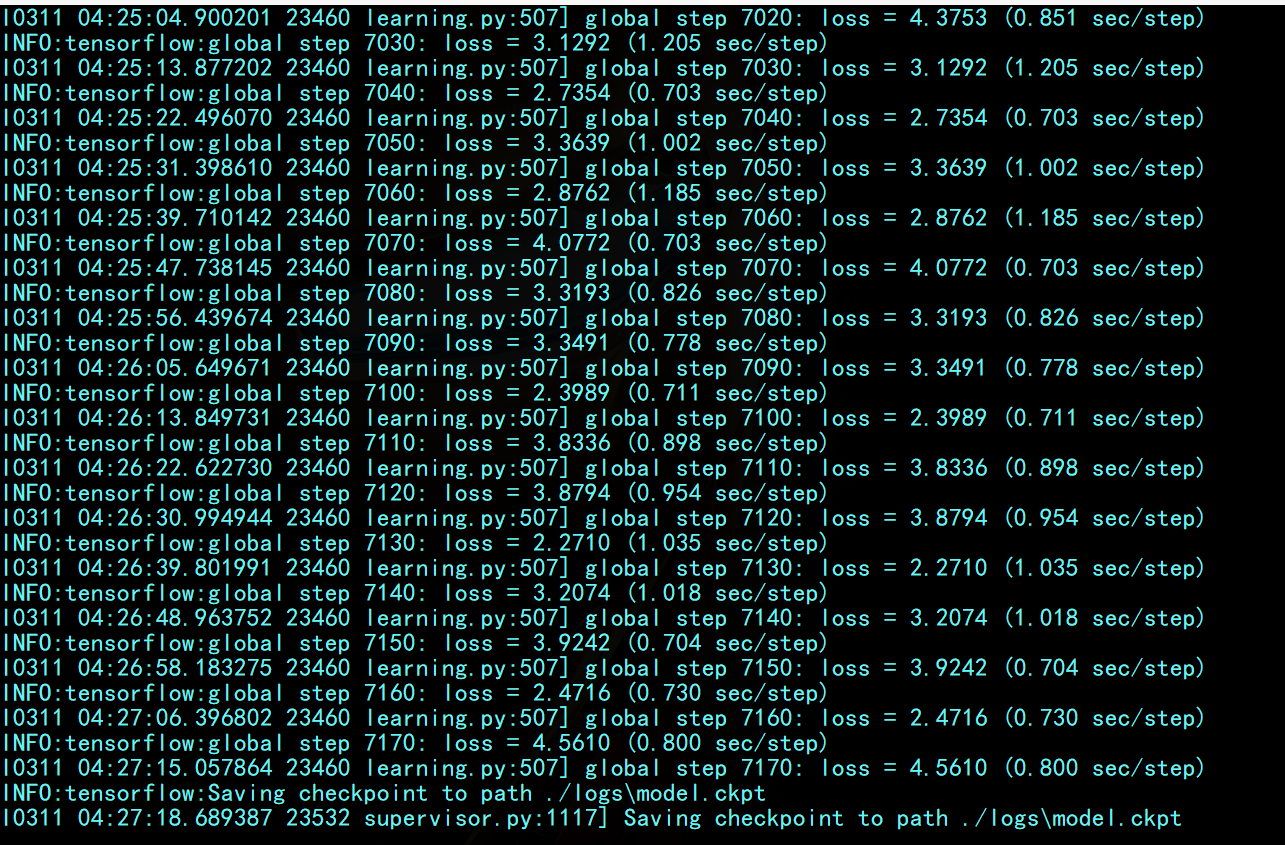 I0311 04:25:04.900201 23460 learning.py:507] global step 7020: loss = 4.3753 (0.851 sec/step)
INFO:tensorflow:global step 7030: loss = 3.1292 (1.205 sec/step)
I0311 04:25:13.877202 23460 learning.py:507] global step 7030: loss = 3.1292 (1.205 sec/step)
INFO:tensorflow:global step 7040: loss = 2.7354 (0.703 sec/step)
I0311 04:25:22.496070 23460 learning.py:507] global step 7040: loss = 2.7354 (0.703 sec/step)
INFO:tensorflow:global step 7050: loss = 3.3639 (1.002 sec/step)
I0311 04:25:31.398610 23460 learning.py:507] global step 7050: loss = 3.3639 (1.002 sec/step)
INFO:tensorflow:global step 7060: loss = 2.8762 (1.185 sec/step)
I0311 04:25:39.710142 23460 learning.py:507] global step 7060: loss = 2.8762 (1.185 sec/step)
INFO:tensorflow:global step 7070: loss = 4.0772 (0.703 sec/step)
I0311 04:25:47.738145 23460 learning.py:507] global step 7070: loss = 4.0772 (0.703 sec/step)
INFO:tensorflow:global step 7080: loss = 3.3193 (0.826 sec/step)
I0311 04:25:56.439674 23460 learning.py:507] global step 7080: loss = 3.3193 (0.826 sec/step)
INFO:tensorflow:global step 7090: loss = 3.3491 (0.778 sec/step)
I0311 04:26:05.649671 23460 learning.py:507] global step 7090: loss = 3.3491 (0.778 sec/step)
INFO:tensorflow:global step 7100: loss = 2.3989 (0.711 sec/step)
I0311 04:26:13.849731 23460 learning.py:507] global step 7100: loss = 2.3989 (0.711 sec/step)
INFO:tensorflow:global step 7110: loss = 3.8336 (0.898 sec/step)
I0311 04:26:22.622730 23460 learning.py:507] global step 7110: loss = 3.8336 (0.898 sec/step)
INFO:tensorflow:global step 7120: loss = 3.8794 (0.954 sec/step)
I0311 04:26:30.994944 23460 learning.py:507] global step 7120: loss = 3.8794 (0.954 sec/step)
INFO:tensorflow:global step 7130: loss = 2.2710 (1.035 sec/step)
I0311 04:26:39.801991 23460 learning.py:507] global step 7130: loss = 2.2710 (1.035 sec/step)
INFO:tensorflow:global step 7140: loss = 3.2074 (1.018 sec/step)
I0311 04:26:48.963752 23460 learning.py:507] global step 7140: loss = 3.2074 (1.018 sec/step)
INFO:tensorflow:global step 7150: loss = 3.9242 (0.704 sec/step)
I0311 04:26:58.183275 23460 learning.py:507] global step 7150: loss = 3.9242 (0.704 sec/step)
INFO:tensorflow:global step 7160: loss = 2.4716 (0.730 sec/step)
I0311 04:27:06.396802 23460 learning.py:507] global step 7160: loss = 2.4716 (0.730 sec/step)
INFO:tensorflow:global step 7170: loss = 4.5610 (0.800 sec/step)
I0311 04:27:15.057864 23460 learning.py:507] global step 7170: loss = 4.5610 (0.800 sec/step)
INFO:tensorflow:Saving checkpoint to path ./logs\model.ckpt
I0311 04:27:18.689387 23532 supervisor.py:1117] Saving checkpoint to path ./logs\model.ckpt